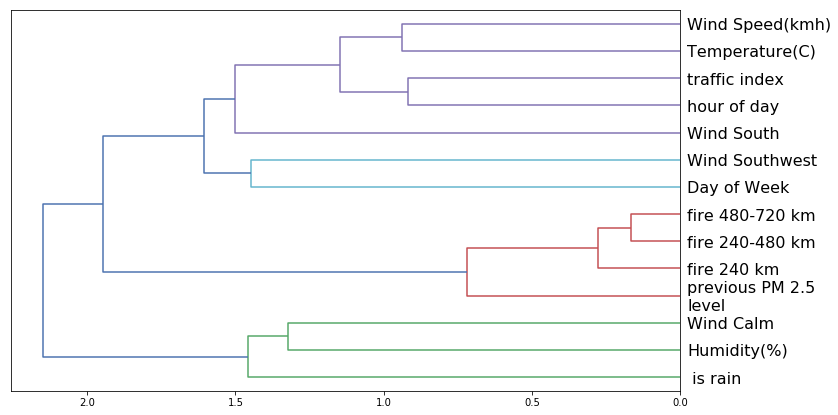 Wind Speed(kmh)
Temperature(C)
traffic index
hour of day
Wind South
Wind Southwest
Day of Week
fire 480-720 km
fire 240-480 km
fire 240 km
previous PM 2.5
level
Wind Calm
Humidity(%)
is rain
2.0 1.5 1.0 0.5 0.0